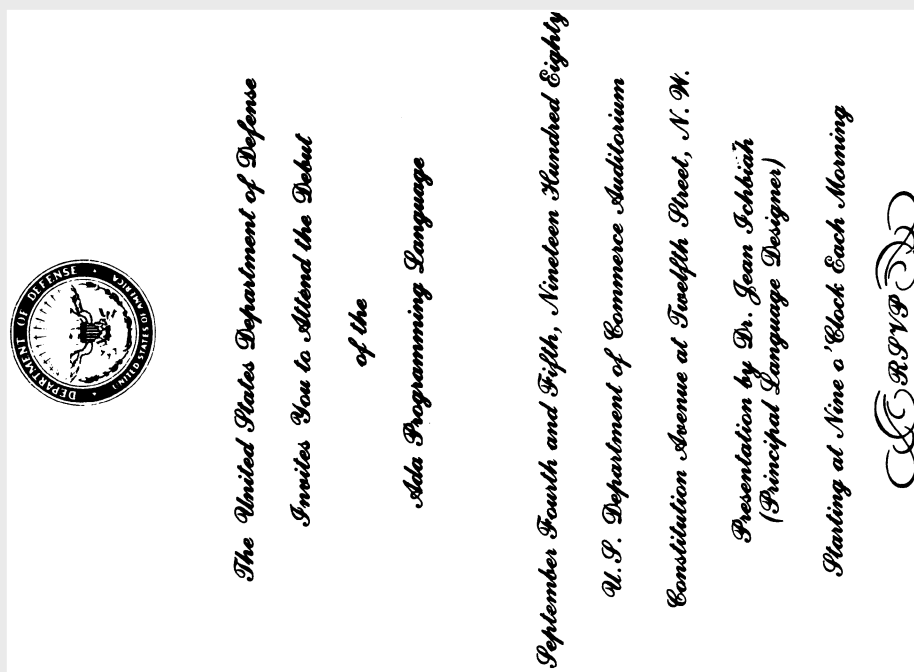 DEPARTMENT OF DEFENSE
UNITED STATES OF AMERICA
The United States Department of Defense
Invites You to Attend the Debut
of the
Ada Programming Language
September Fourth and Fifth, Nineteen Hundred Eighty
U.S. Department of Commerce Auditorium
Constitution Avenue at Twelfth Street, N.W.
Presentation by Dr. Jean Ichbiah
(Principal Language Designer)
Starting at Nine o'Clock Each Morning
RSVP